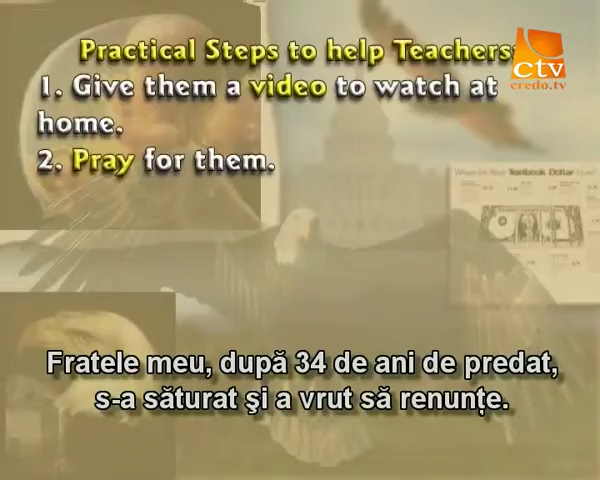 Practical Steps to help Teachers:
1. Give them a video to watch at
home.
2. Pray for them.
ctv
credo.tv
Textbook Dollar
Fratele meu, după 34 de ani de predat,
s-a săturat şi a vrut să renunţe.